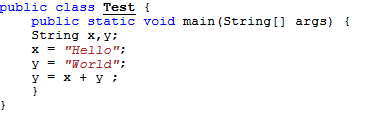 public class Test {
public static void main(String[] args) {
String x,y;
x = "Hello";
y = "World";
y = x + y ;
}
}